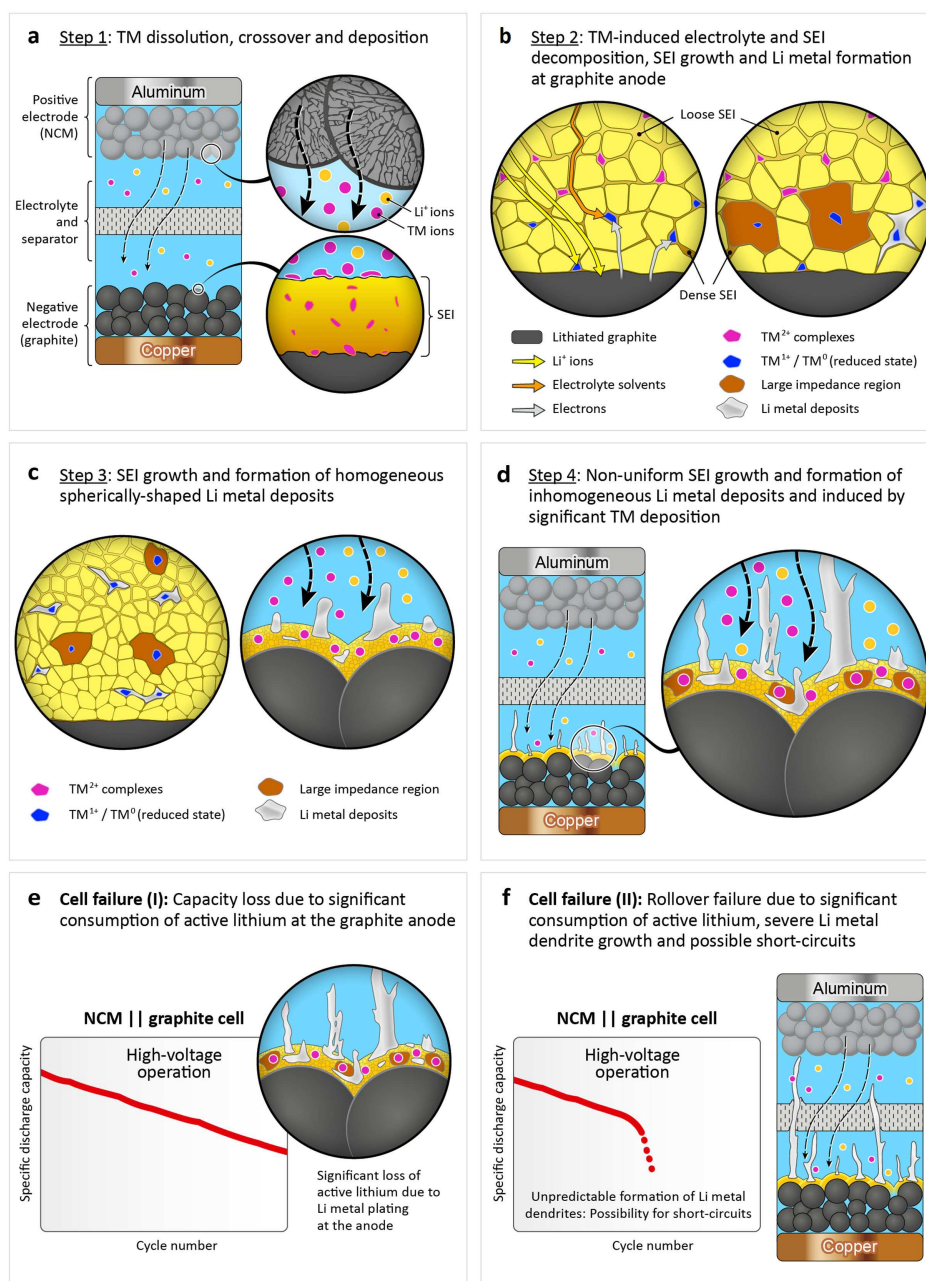 a Step 1: TM dissolution, crossover and deposition
Positive
electrode
(NCM)
Aluminum
Electrolyte
and
separator
Negative
electrode
(graphite)
Copper
Li⁺ ions
TM ions
SEI
b Step 2: TM-induced electrolyte and SEI
decomposition, SEI growth and Li metal formation
at graphite anode
Loose SEI
Dense SEI
Lithiated graphite
Li⁺ ions
Electrolyte solvents
Electrons
TM²⁺ complexes
TM¹⁺ / TM⁰ (reduced state)
Large impedance region
Li metal deposits
c Step 3: SEI growth and formation of homogeneous
spherically-shaped Li metal deposits
TM²⁺ complexes
TM¹⁺ / TM⁰ (reduced state)
Large impedance region
Li metal deposits
d Step 4: Non-uniform SEI growth and formation of
inhomogeneous Li metal deposits and induced by
significant TM deposition
Aluminum
Copper
e Cell failure (I): Capacity loss due to significant
consumption of active lithium at the graphite anode
NCM || graphite cell
High-voltage
operation
Specific discharge capacity
Cycle number
Significant loss of
active lithium due to
Li metal plating
at the anode
f Cell failure (II): Rollover failure due to significant
consumption of active lithium, severe Li metal
dendrite growth and possible short-circuits
NCM || graphite cell
High-voltage
operation
Specific discharge capacity
Unpredictable formation of Li metal
dendrites: Possibility for short-circuits
Cycle number
Aluminum
Copper